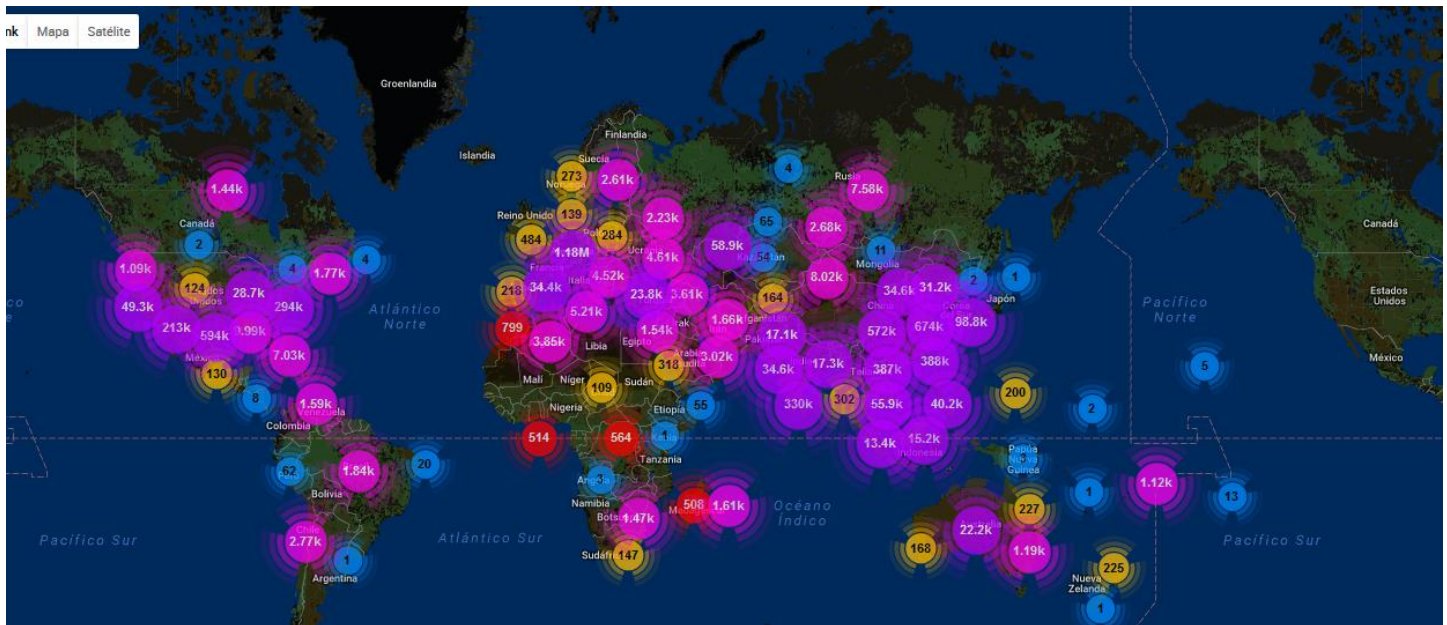 nk Mapa Satélite
Groenlandia
Finlandia
Islandia
Suecia
4
Rusia
273
2.61k
7.58k
1.44k
Noruega
Canadá
Reino Unido
139
2.23k
65
2.68k
Canadá
2
484
284
Ucrania
58.9k
11
4
4
1.18M
4.61k
54
Mongolia
1.09k
1.77k
4.52k
8.02k
2
1
Japón
124
28.7k
218
34.4k
23.8k
3.61k
164
34.6k
31.2k
Estados
Unidos
49.3k
294k
Atlántico
Norte
5.21k
1.66k
China
Pacífico
Norte
213k
594k
9.99k
799
3.85k
1.54k
17.1k
572k
674k
98.8k
Libia
Egipto
México
7.03k
318
3.02k
34.6k
17.3k
387k
388k
México
130
Malí
Níger
109
Sudán
5
8
1.59k
Venezuela
Nigeria
Etiopía
55
330k
302
55.9k
40.2k
200
2
Colombia
514
564
1
13.4k
15.2k
Indonesia
62
1.84k
20
Tanzania
Papúa
Nueva
Guinea
Bolivia
Angola
1
1.12k
13
Namibia
508
1.61k
Océano
Índico
227
Chile
2.77k
1.47k
22.2k
Pacífico Sur
Atlántico Sur
168
1.19k
Pacífico Sur
1
Argentina
Sudáfri
147
225
Nueva
Zelanda
1